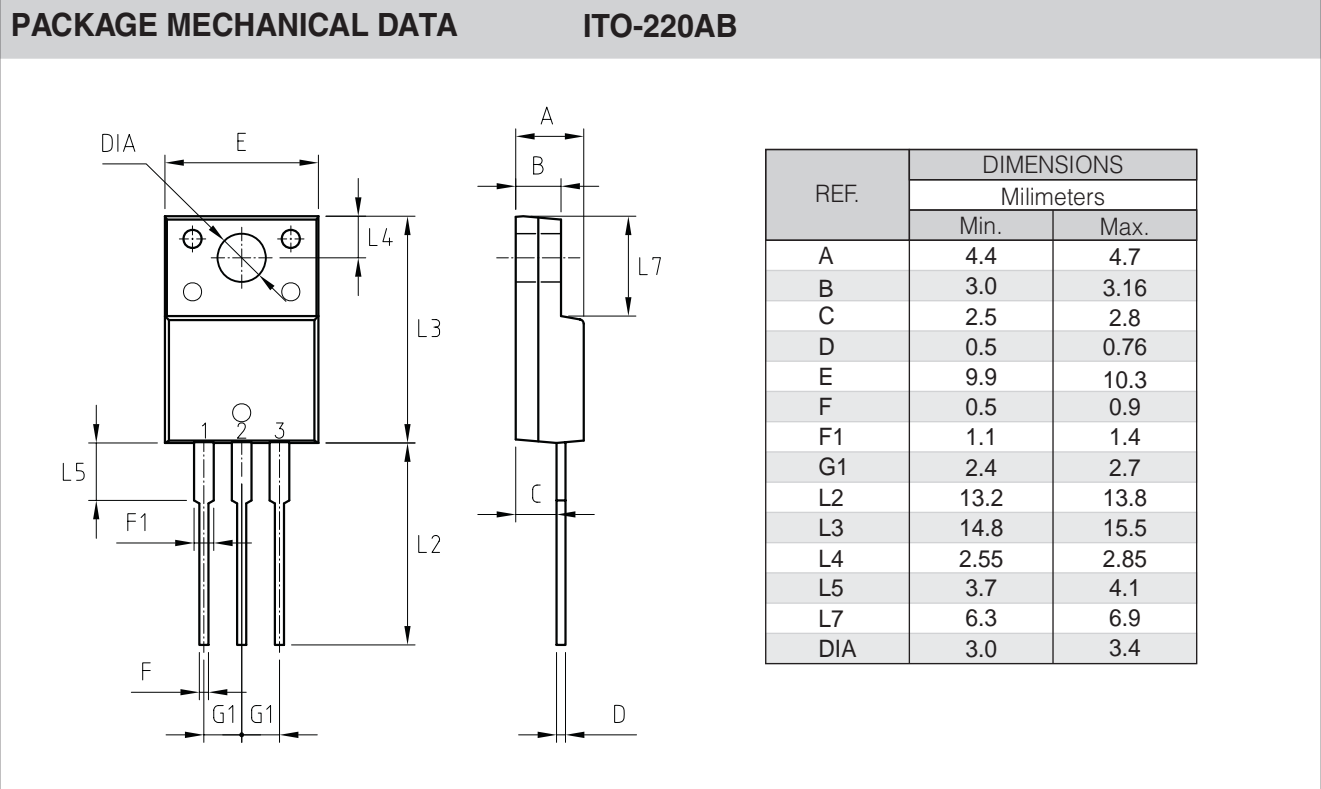 PACKAGE MECHANICAL DATA ITO-220AB
DIA
E
L4
L3
1 2 3
L5
F1
L2
F
G1 G1
A
B
L7
C
D
REF. DIMENSIONS
Milimeters
Min. Max.
A 4.4 4.7
B 3.0 3.16
C 2.5 2.8
D 0.5 0.76
E 9.9 10.3
F 0.5 0.9
F1 1.1 1.4
G1 2.4 2.7
L2 13.2 13.8
L3 14.8 15.5
L4 2.55 2.85
L5 3.7 4.1
L7 6.3 6.9
DIA 3.0 3.4